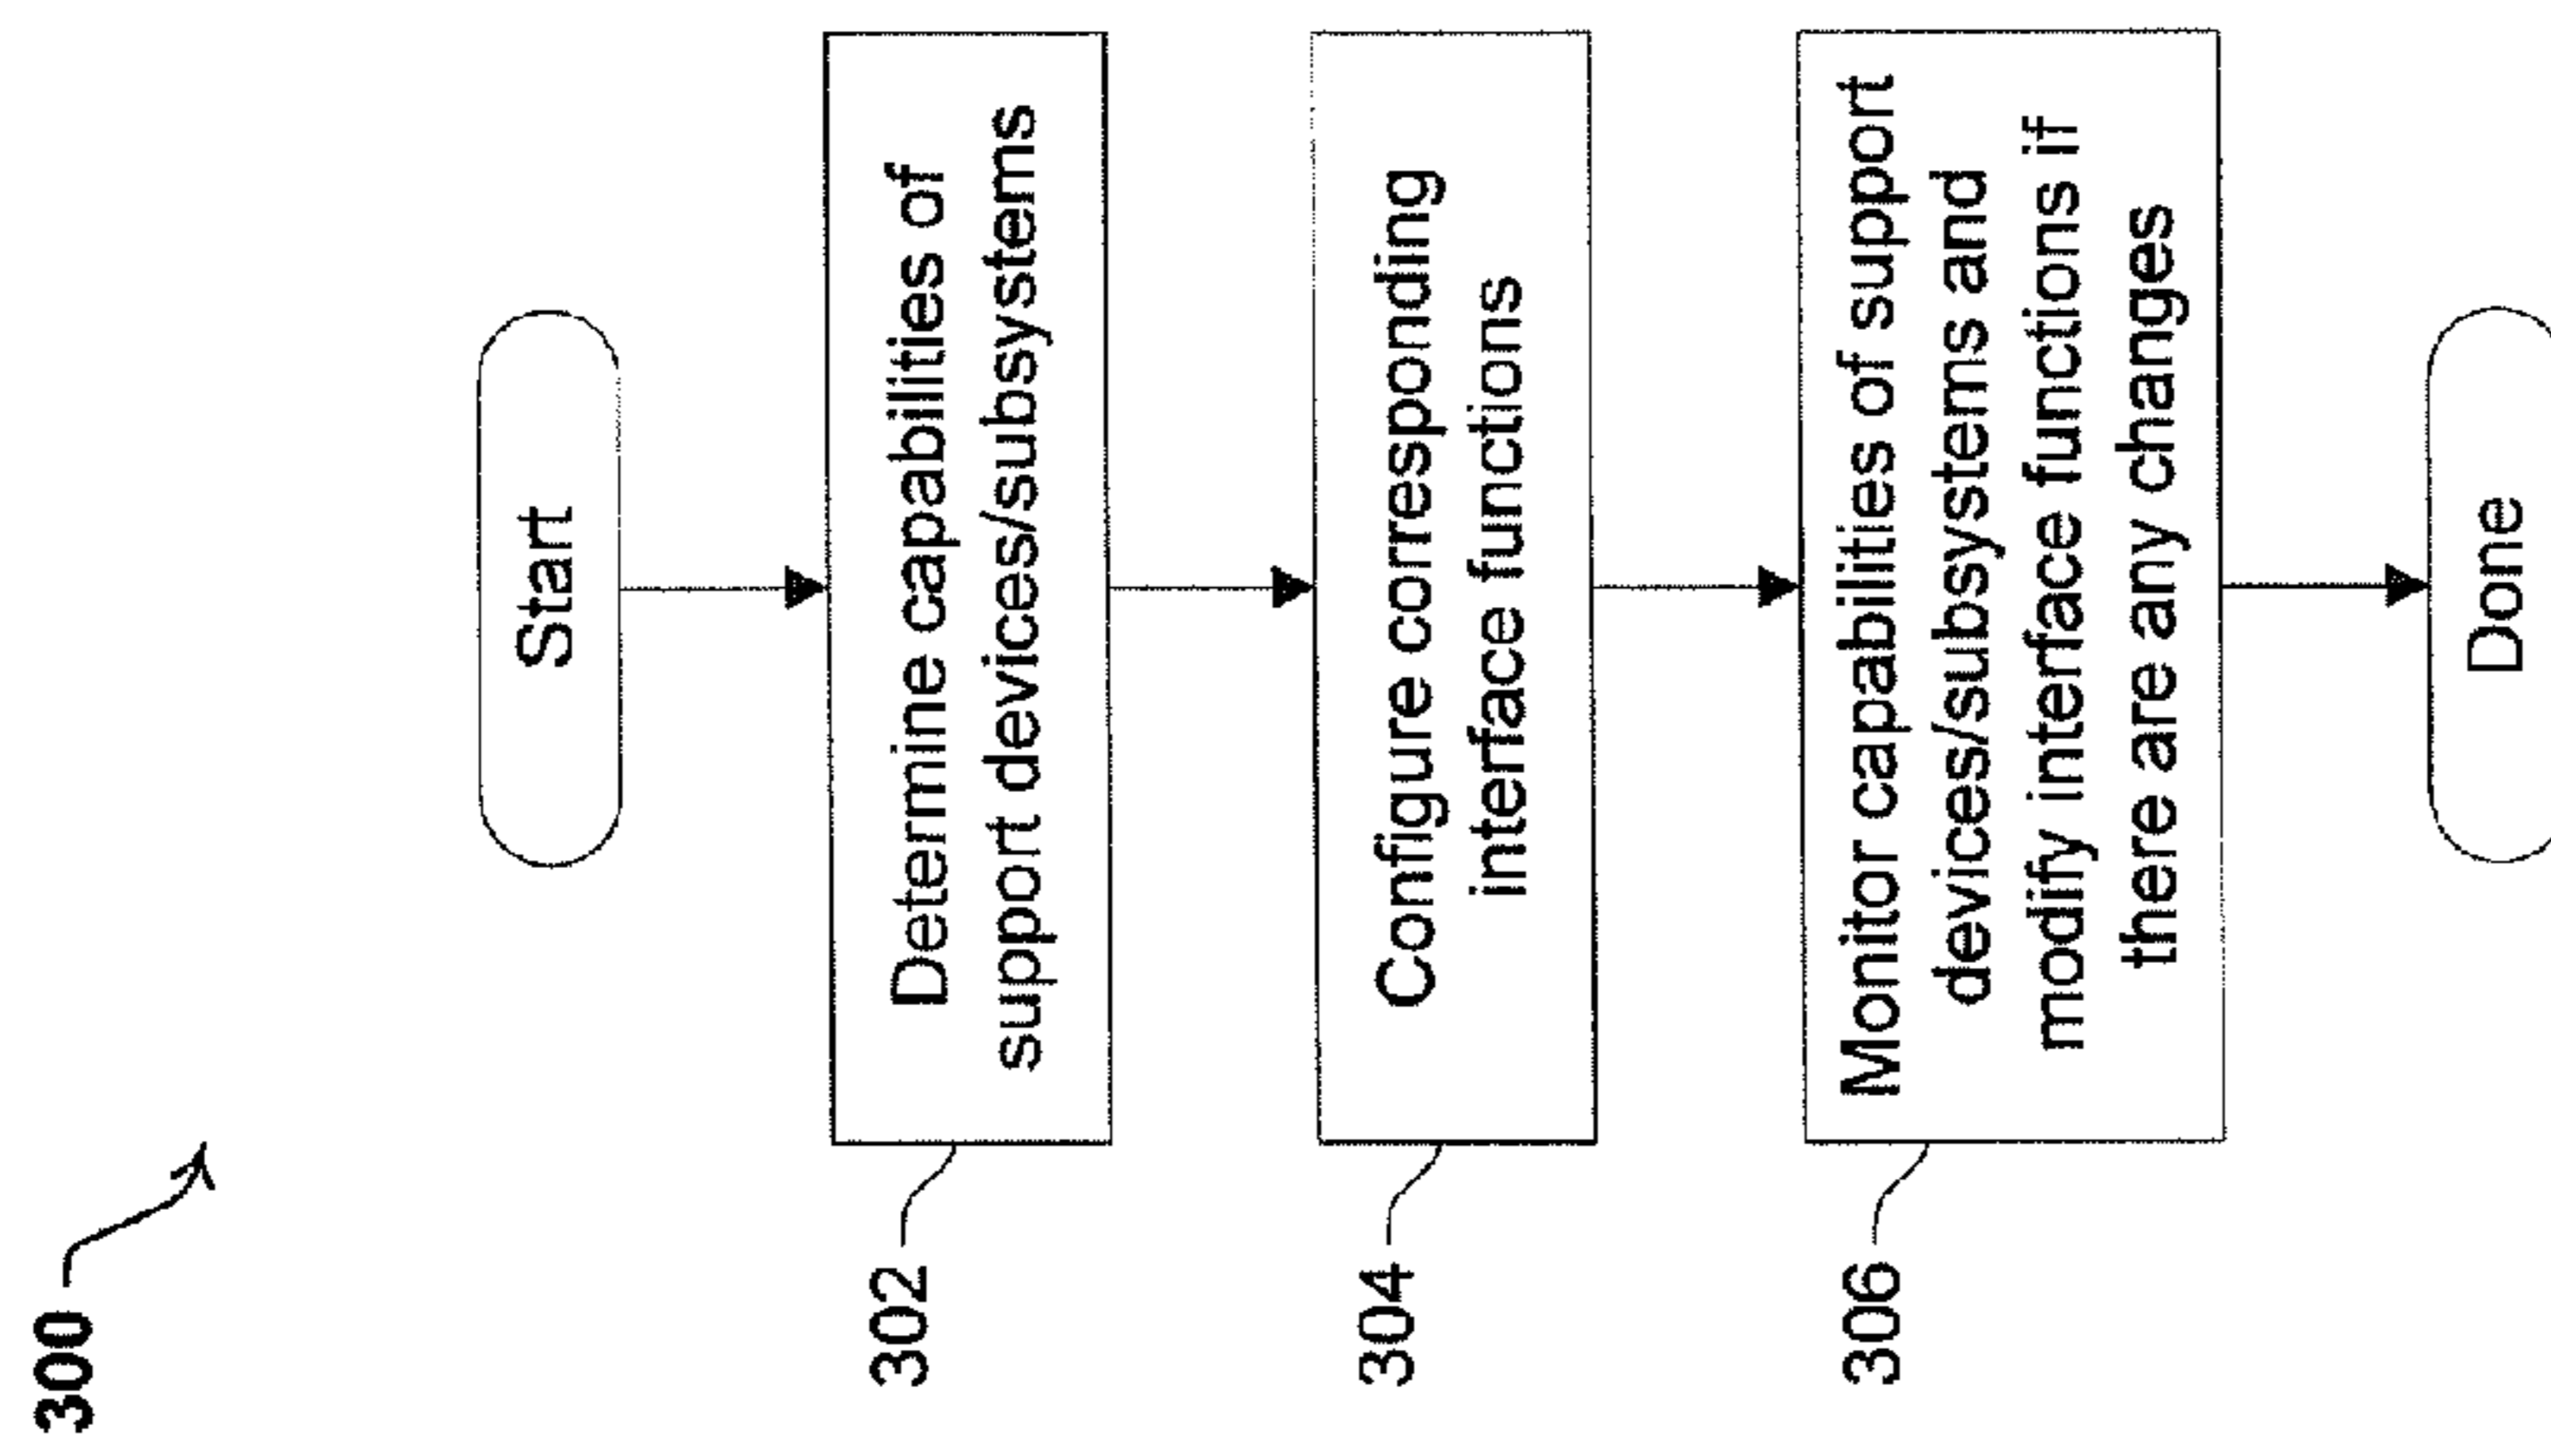 300
Start
302
Determine capabilities of
support devices/subsystems
304
Configure corresponding
interface functions
306
Monitor capabilities of support
devices/subsystems and
modify interface functions if
there are any changes
Done